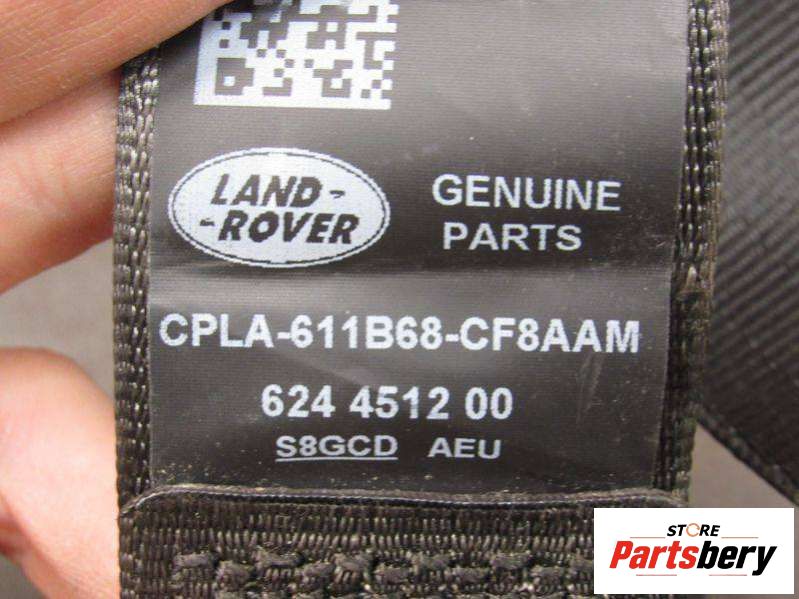 LAND-
-ROVER
GENUINE
PARTS
CPLA-611B68-CF8AAM
624 4512 00
S8GCD AEU
STORE
Partsbery